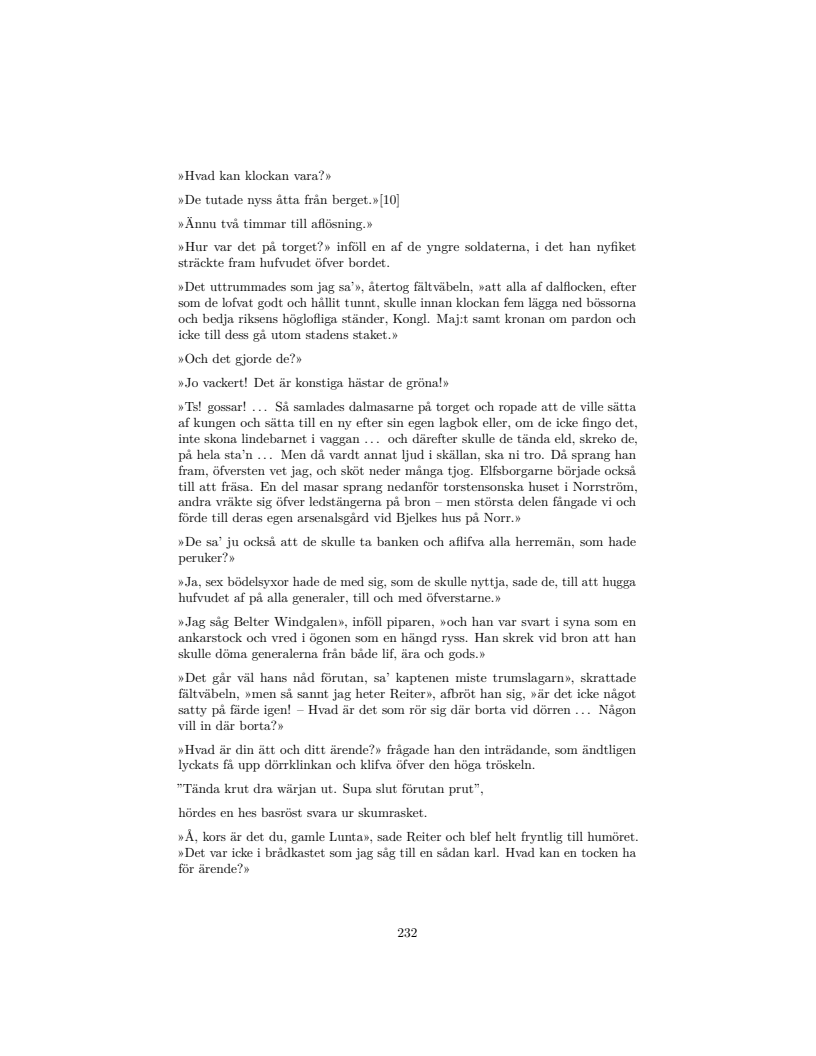 »Hvad kan klockan vara?»
»De tutade nyss åtta från berget.»[10]
»Ännu två timmar till aflösning.»
»Hur var det på torget?» inföll en af de yngre soldaterna, i det han nyfiket
sträckte fram hufvudet öfver bordet.
»Det uttrummades som jag sa’», återtog fältväbeln, »att alla af dalflocken, efter
som de lofvat godt och hållit tunnt, skulle innan klockan fem lägga ned bössorna
och bedja riksens höglofliga ständer, Kongl. Maj:t samt kronan om pardon och
icke till dess gå utom stadens staket.»
»Och det gjorde de?»
»Jo vackert! Det är konstiga hästar de gröna!»
»Ts! gossar! ... Så samlades dalmasarne på torget och ropade att de ville sätta
af kungen och sätta till en ny efter sin egen lagbok eller, om de icke fingo det,
inte skona lindebarnet i vaggan ... och därefter skulle de tända eld, skreko de,
på hela sta’n ... Men då vardt annat ljud i skällan, ska ni tro. Då sprang han
fram, öfversten vet jag, och sköt neder många tjog. Elfsborgarne började också
till att fräsa. En del masar sprang nedanför torstensonska huset i Norrström,
andra vräkte sig öfver ledstängerna på bron – men största delen fångade vi och
förde till deras egen arsenalsgård vid Bjelkes hus på Norr.»
»De sa’ ju också att de skulle ta banken och aflifva alla herremän, som hade
peruker?»
»Ja, sex bödelsyxor hade de med sig, som de skulle nyttja, sade de, till att hugga
hufvudet af på alla generaler, till och med öfverstarne.»
»Jag såg Belter Windgalen», inföll piparen, »och han var svart i syna som en
ankarstock och vred i ögonen som en hängd ryss. Han skrek vid bron att han
skulle döma generalerna från både lif, ära och gods.»
»Det går väl hans nåd förutan, sa’ kaptenen miste trumslagarn», skrattade
fältväbeln, »men så sannt jag heter Reiter», afbröt han sig, »är det icke något
satty på färde igen! – Hvad är det som rör sig där borta vid dörren ... Någon
vill in där borta?»
»Hvad är din ätt och ditt ärende?» frågade han den inträdande, som ändtligen
lyckats få upp dörrklinkan och klifva öfver den höga tröskeln.
”Tända krut dra wärjan ut. Supa slut förutan prut”,
hördes en hes basröst svara ur skumrasket.
»Å, kors är det du, gamle Lunta», sade Reiter och blef helt fryntlig till humöret.
»Det var icke i brådkastet som jag såg till en sådan karl. Hvad kan en tocken ha
för ärende?»
232